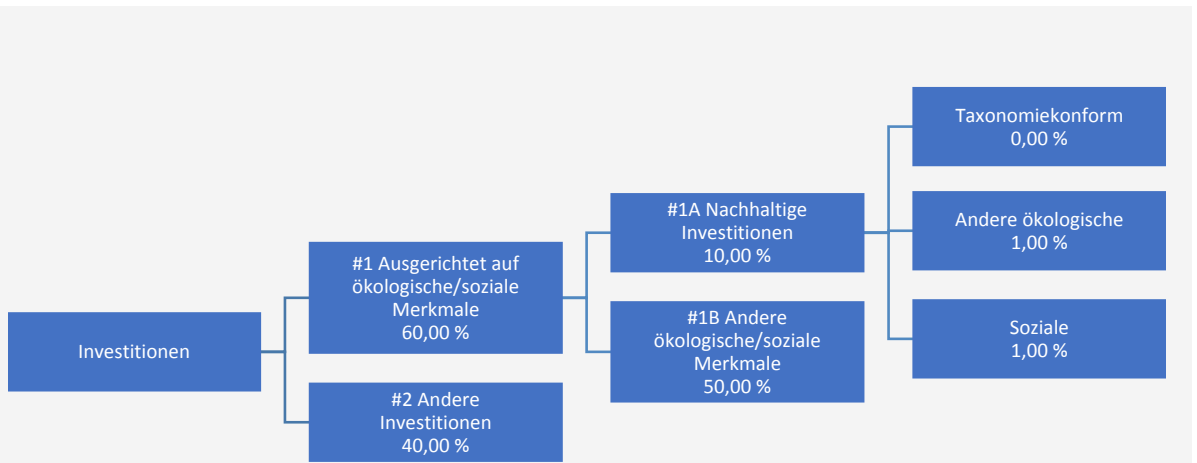 Investitionen
#1 Ausgerichtet auf
ökologische/soziale
Merkmale
60,00 %
#2 Andere
Investitionen
40,00 %
#1A Nachhaltige
Investitionen
10,00 %
#1B Andere
ökologische/soziale
Merkmale
50,00 %
Taxonomiekonform
0,00 %
Andere ökologische
1,00 %
Soziale
1,00 %